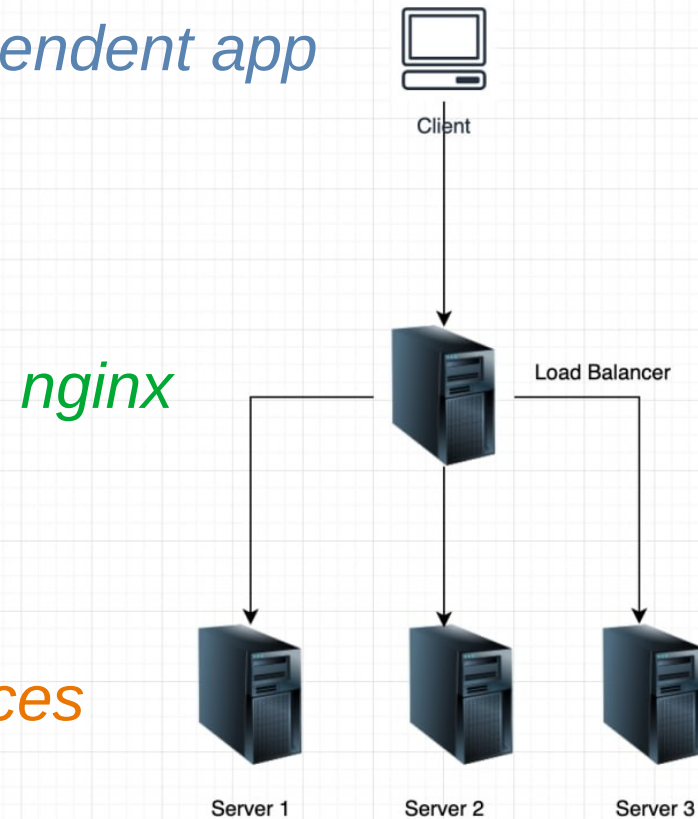 endent app
Client
nginx
Load Balancer
ces
Server 1
Server 2
Server 3